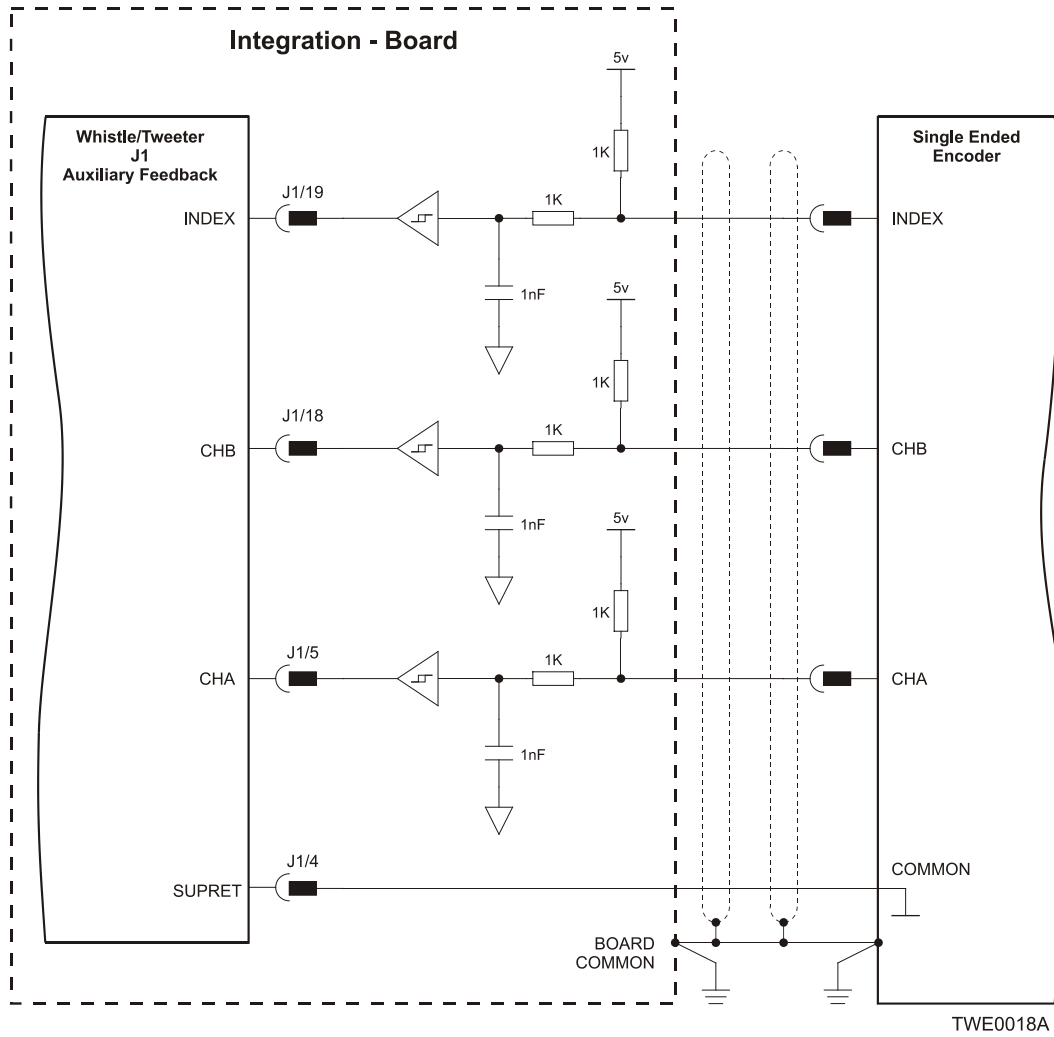 Integration - Board
5v
Whistle/Tweeter
J1
Auxiliary Feedback
Single Ended
Encoder
1K
J1/19
1K
INDEX
INDEX
1nF
5v
1K
J1/18
1K
CHB
CHB
1nF
5v
1K
J1/5
1K
CHA
CHA
1nF
J1/4
COMMON
SUPRET
BOARD
COMMON
TWE0018A